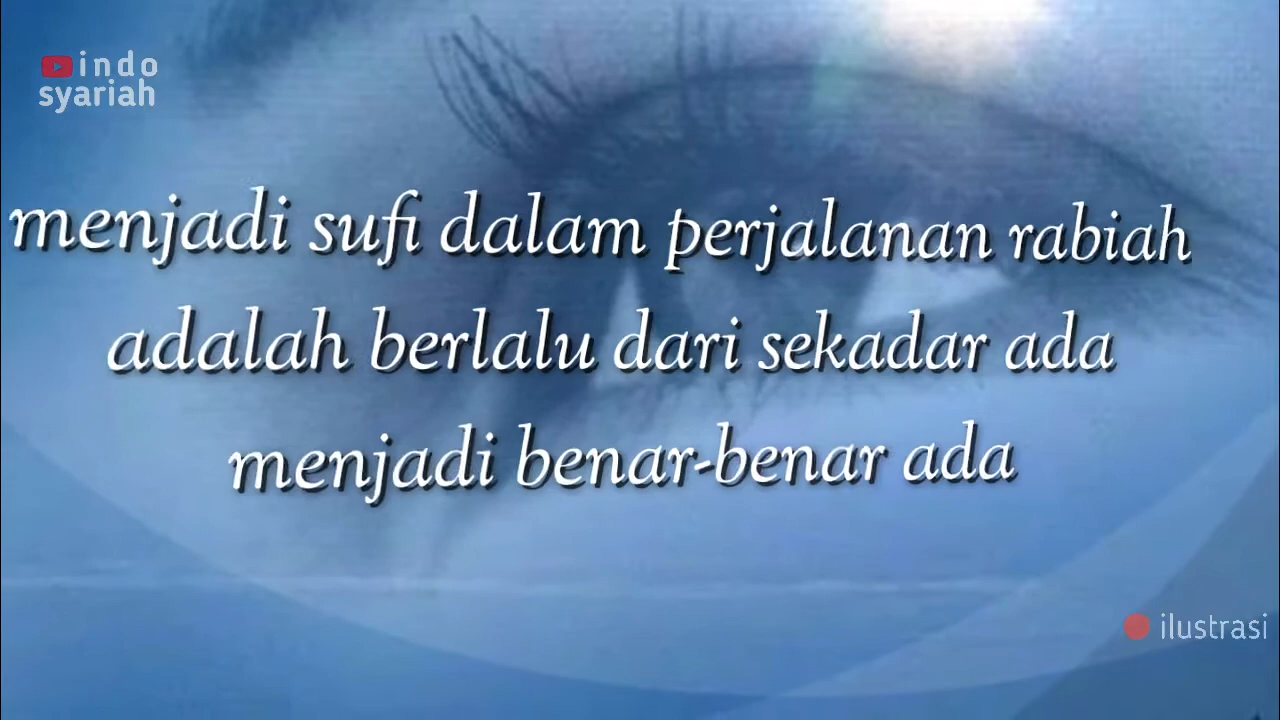 indo
syariah
menjadi sufi dalam perjalanan rabiah
adalah berlalu dari sekadar ada
menjadi benar-benar ada
ilustrasi